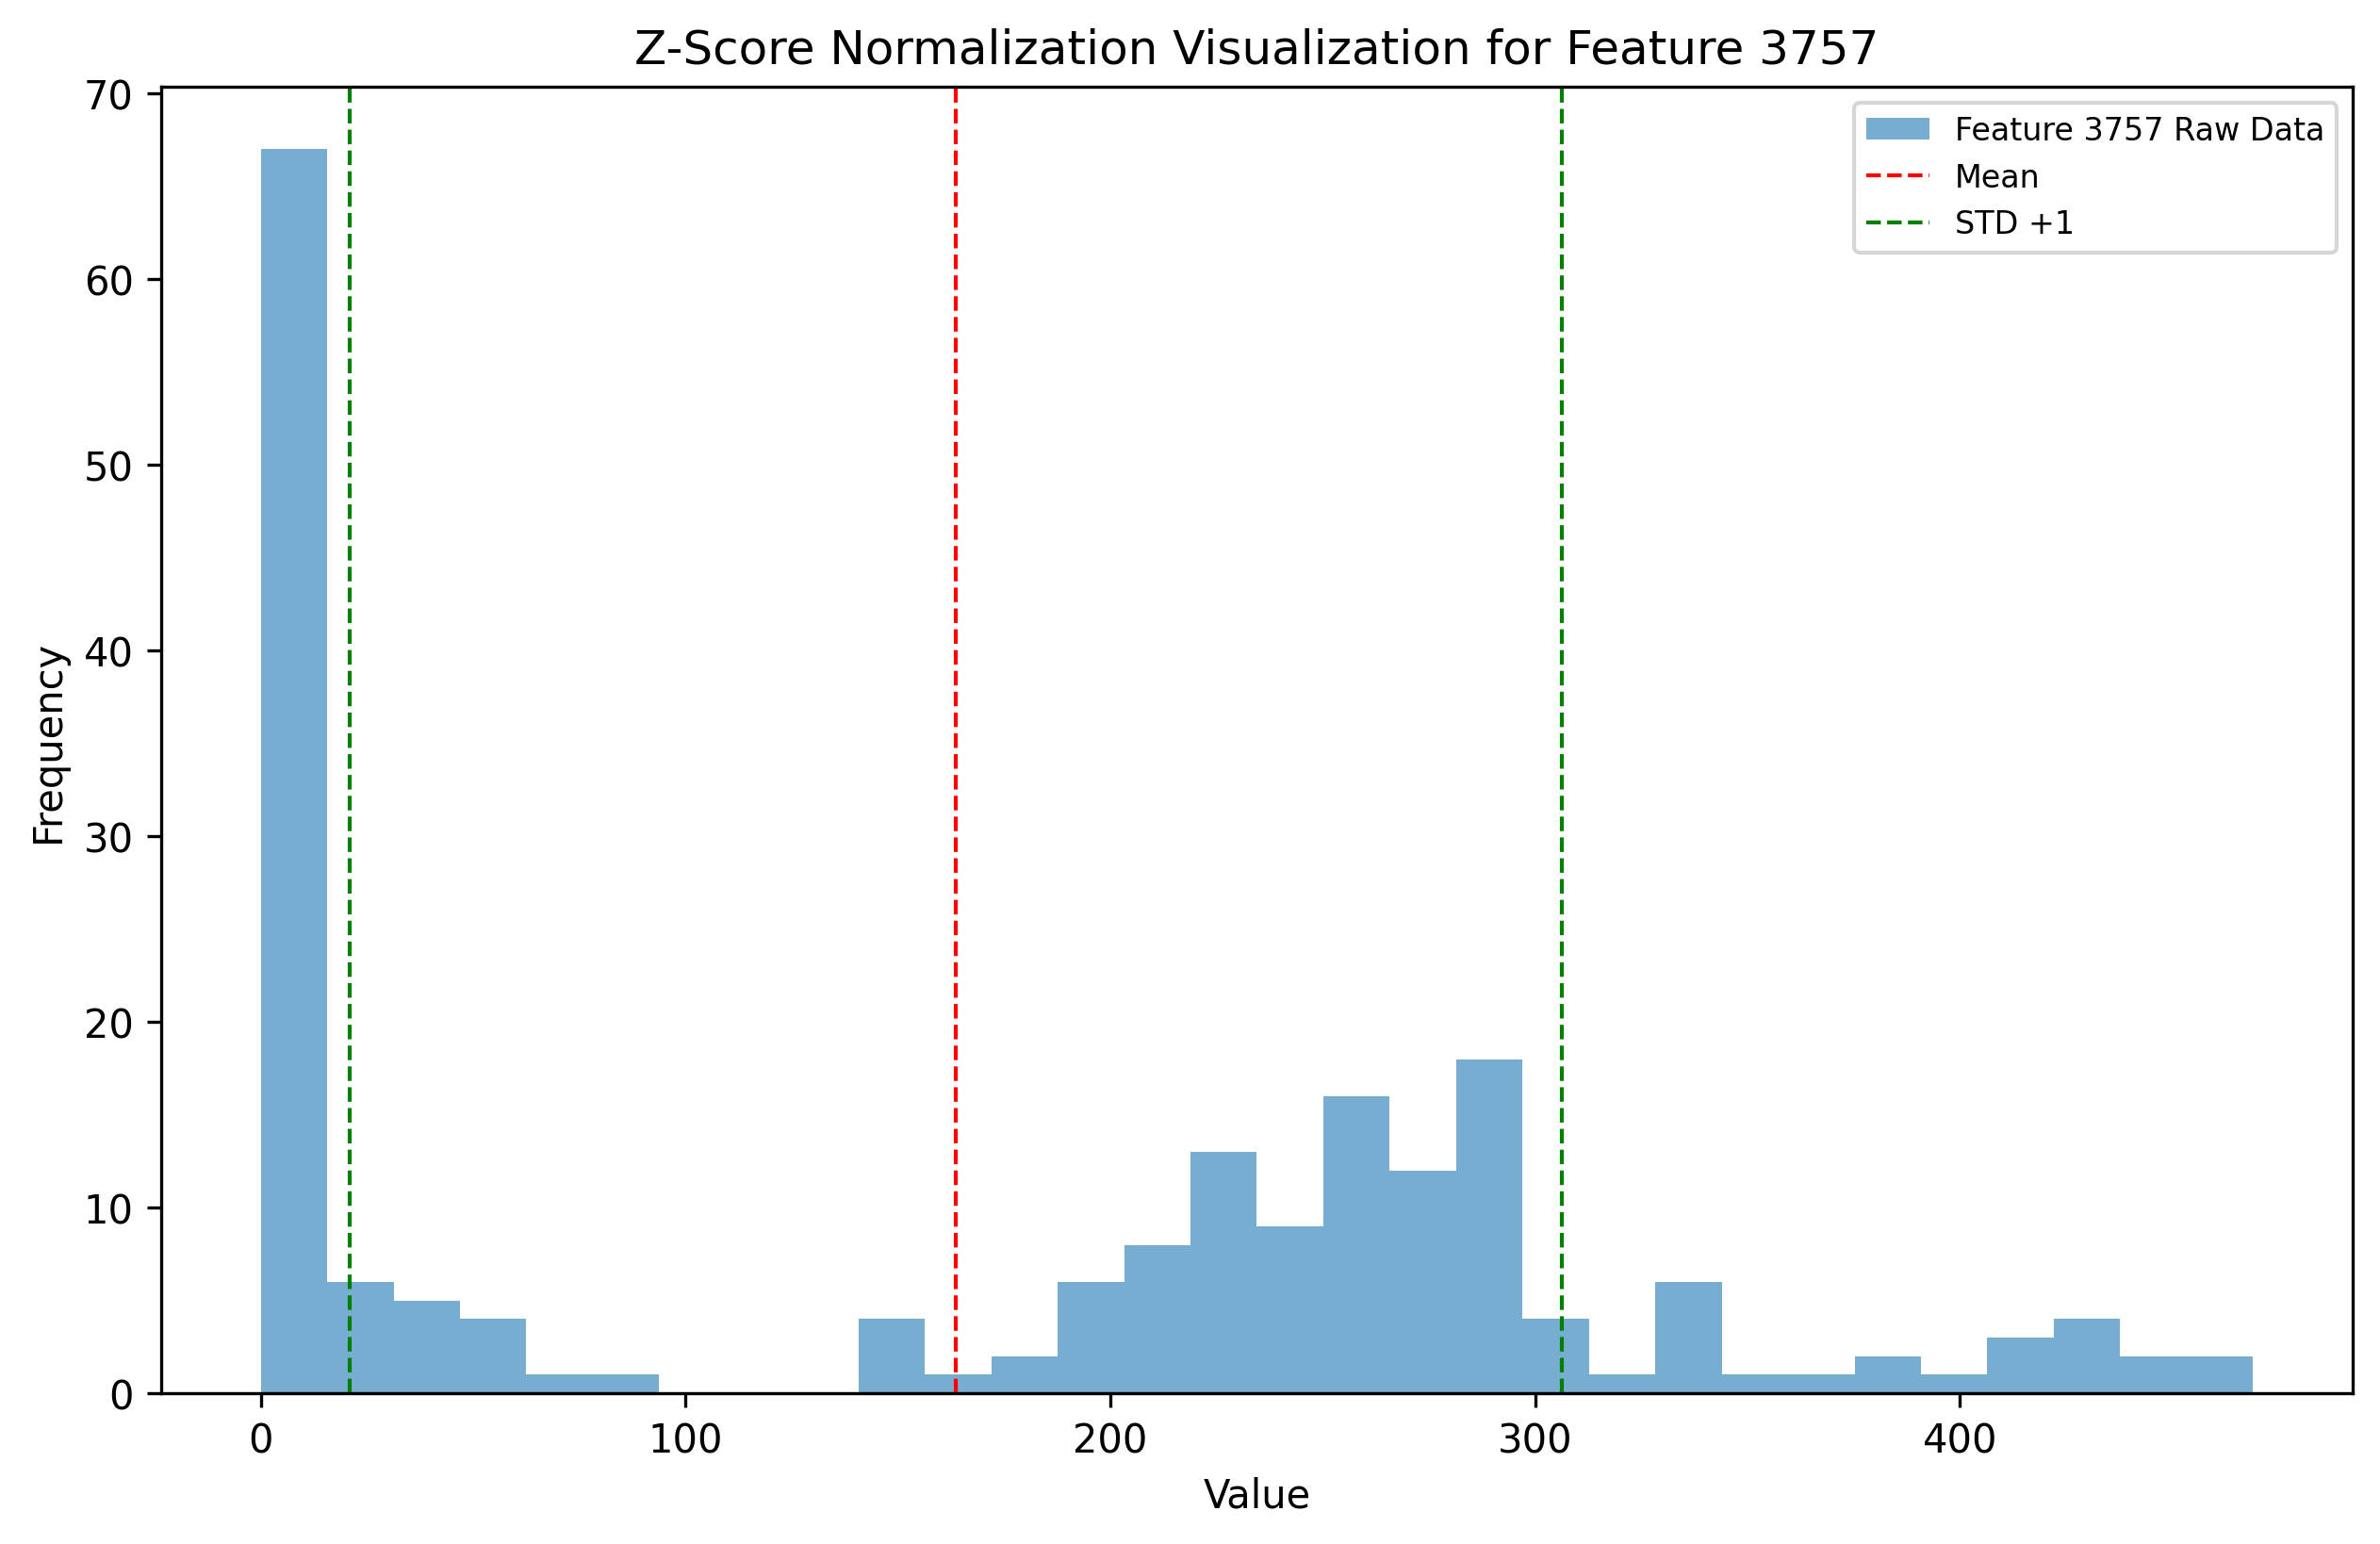 Z-Score Normalization Visualization for Feature 3757
Feature 3757 Raw Data
Mean
STD +1
Frequency
70
60
50
40
30
20
10
0
0 100 200 300 400
Value